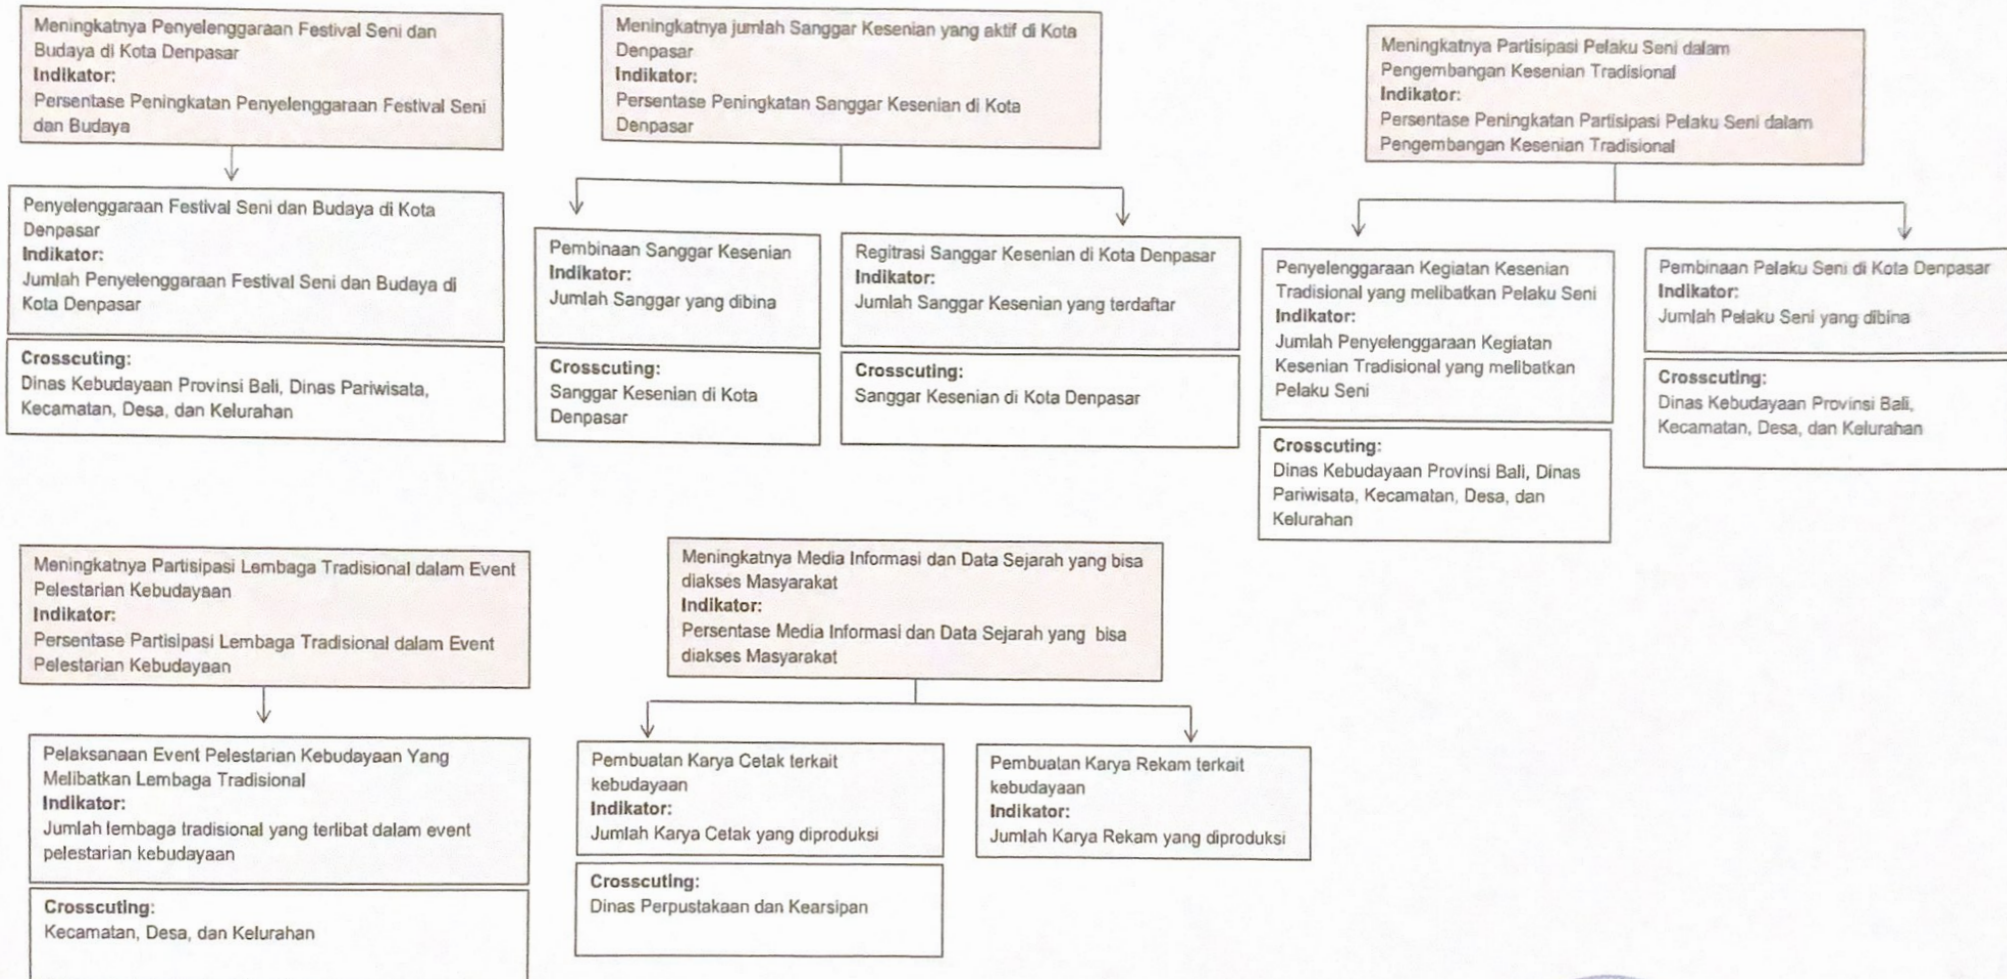 Meningkatnya Penyelenggaraan Festival Seni dan
Budaya di Kota Denpasar
Indikator:
Persentase Peningkatan Penyelenggaraan Festival Seni
dan Budaya
Penyelenggaraan Festival Seni dan Budaya di Kota
Denpasar
Indikator:
Jumlah Penyelenggaraan Festival Seni dan Budaya di
Kota Denpasar
Crosscuting:
Dinas Kebudayaan Provinsi Bali, Dinas Pariwisata,
Kecamatan, Desa, dan Kelurahan
Meningkatnya jumlah Sanggar Kesenian yang aktif di Kota
Denpasar
Indikator:
Persentase Peningkatan Sanggar Kesenian di Kota
Denpasar
Pembinaan Sanggar Kesenian
Indikator:
Jumlah Sanggar yang dibina
Crosscuting:
Sanggar Kesenian di Kota
Denpasar
Regitrasi Sanggar Kesenian di Kota Denpasar
Indikator:
Jumlah Sanggar Kesenian yang terdaftar
Crosscuting:
Sanggar Kesenian di Kota Denpasar
Meningkatnya Partisipasi Pelaku Seni dalam
Pengembangan Kesenian Tradisional
Indikator:
Persentase Peningkatan Partisipasi Pelaku Seni dalam
Pengembangan Kesenian Tradisional
Penyelenggaraan Kegiatan Kesenian
Tradisional yang melibatkan Pelaku Seni
Indikator:
Jumlah Penyelenggaraan Kegiatan
Kesenian Tradisional yang melibatkan
Pelaku Seni
Crosscuting:
Dinas Kebudayaan Provinsi Bali, Dinas
Pariwisata, Kecamatan, Desa, dan
Kelurahan
Pembinaan Pelaku Seni di Kota Denpasar
Indikator:
Jumlah Pelaku Seni yang dibina
Crosscuting:
Dinas Kebudayaan Provinsi Bali,
Kecamatan, Desa, dan Kelurahan
Meningkatnya Partisipasi Lembaga Tradisional dalam Event
Pelestarian Kebudayaan
Indikator:
Persentase Partisipasi Lembaga Tradisional dalam Event
Pelestarian Kebudayaan
Pelaksanaan Event Pelestarian Kebudayaan Yang
Melibatkan Lembaga Tradisional
Indikator:
Jumlah lembaga tradisional yang terlibat dalam event
pelestarian kebudayaan
Crosscuting:
Kecamatan, Desa, dan Kelurahan
Meningkatnya Media Informasi dan Data Sejarah yang bisa
diakses Masyarakat
Indikator:
Persentase Media Informasi dan Data Sejarah yang bisa
diakses Masyarakat
Pembuatan Karya Cetak terkait
kebudayaan
Indikator:
Jumlah Karya Cetak yang diproduksi
Crosscuting:
Dinas Perpustakaan dan Kearsipan
Pembuatan Karya Rekam terkait
kebudayaan
Indikator:
Jumlah Karya Rekam yang diproduksi